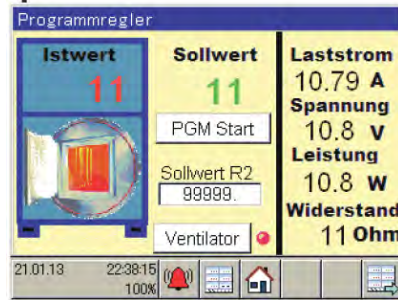 Programmregler
Istwert
11
Sollwert
11
PGM Start
Sollwert R2
99999.
Ventilator
Laststrom
10.79 A
Spannung
10.8 V
Leistung
10.8 W
Widerstand
11 Ohm
21.01.13 22:38:15
100%